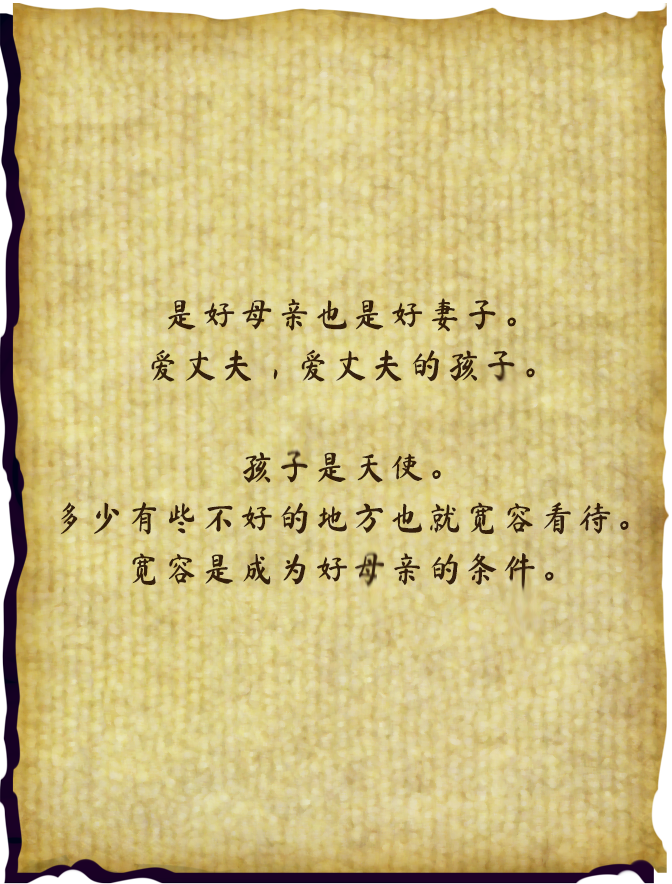 是好母亲也是好妻子。
爱丈夫，爱丈夫的孩子。
孩子是天使。
多少有些不好的地方也就宽容看待。
宽容是成为好母亲的条件。